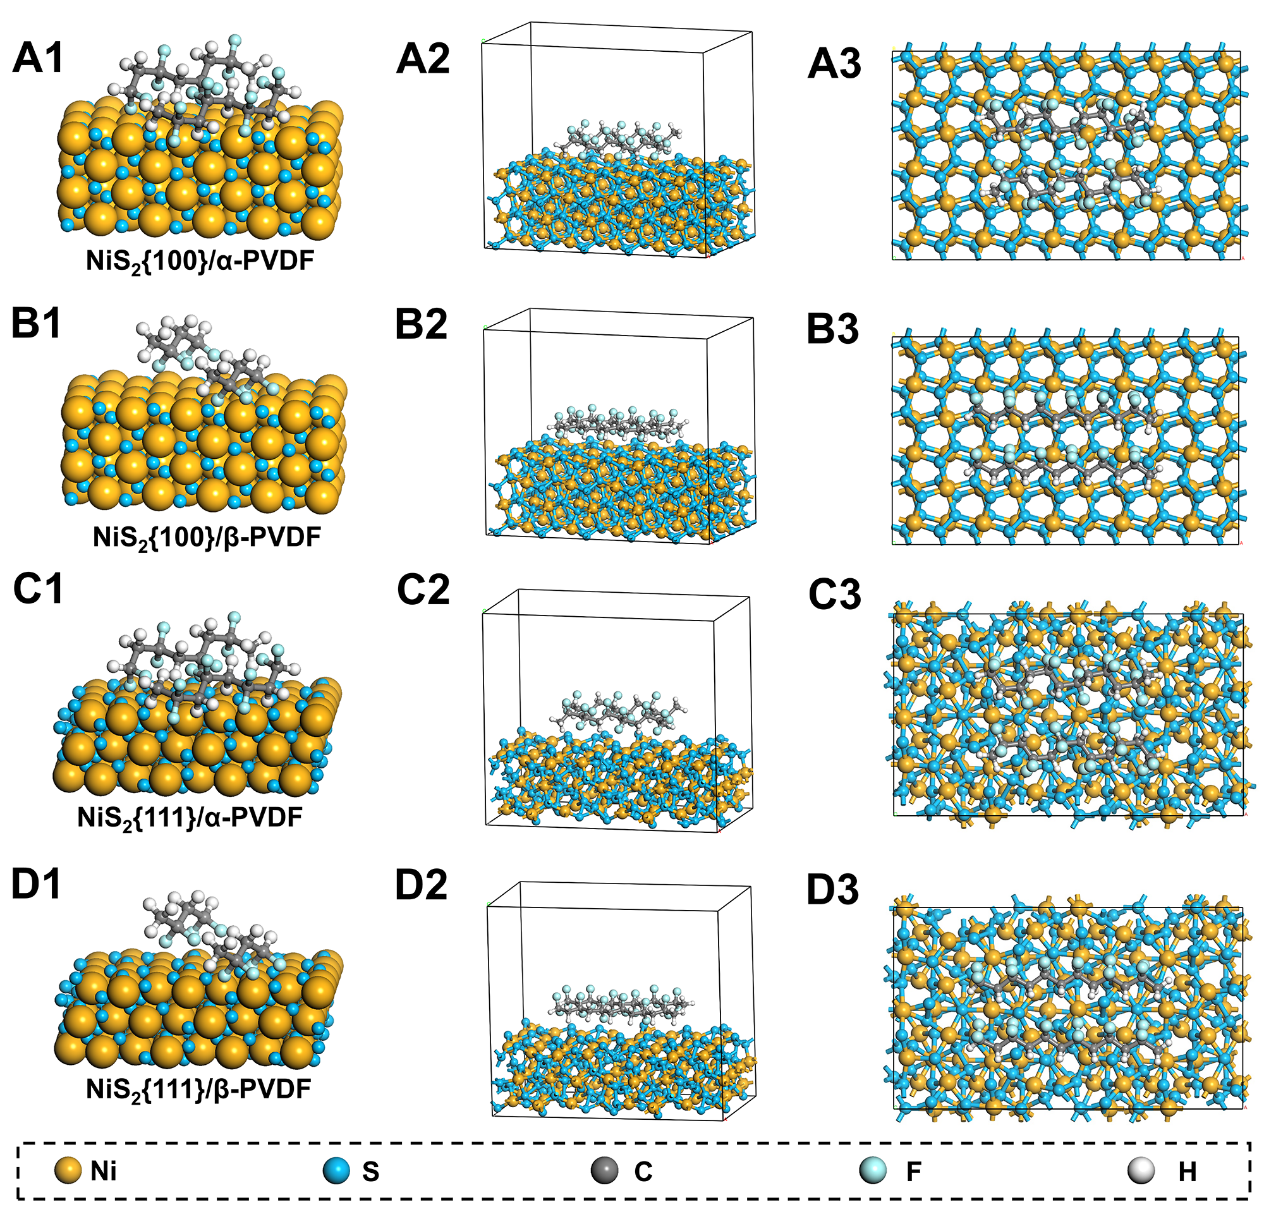 A1
A2
A3
NiS₂{100}/α-PVDF
B1
B2
B3
NiS₂{100}/β-PVDF
C1
C2
C3
NiS₂{111}/α-PVDF
D1
D2
D3
NiS₂{111}/β-PVDF
Ni S C F H